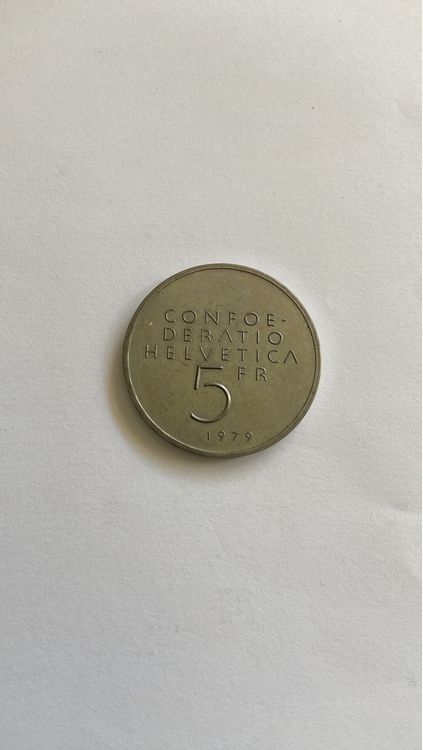 CONFOE-
DERATIO
HELVETICA
5 FR
1979